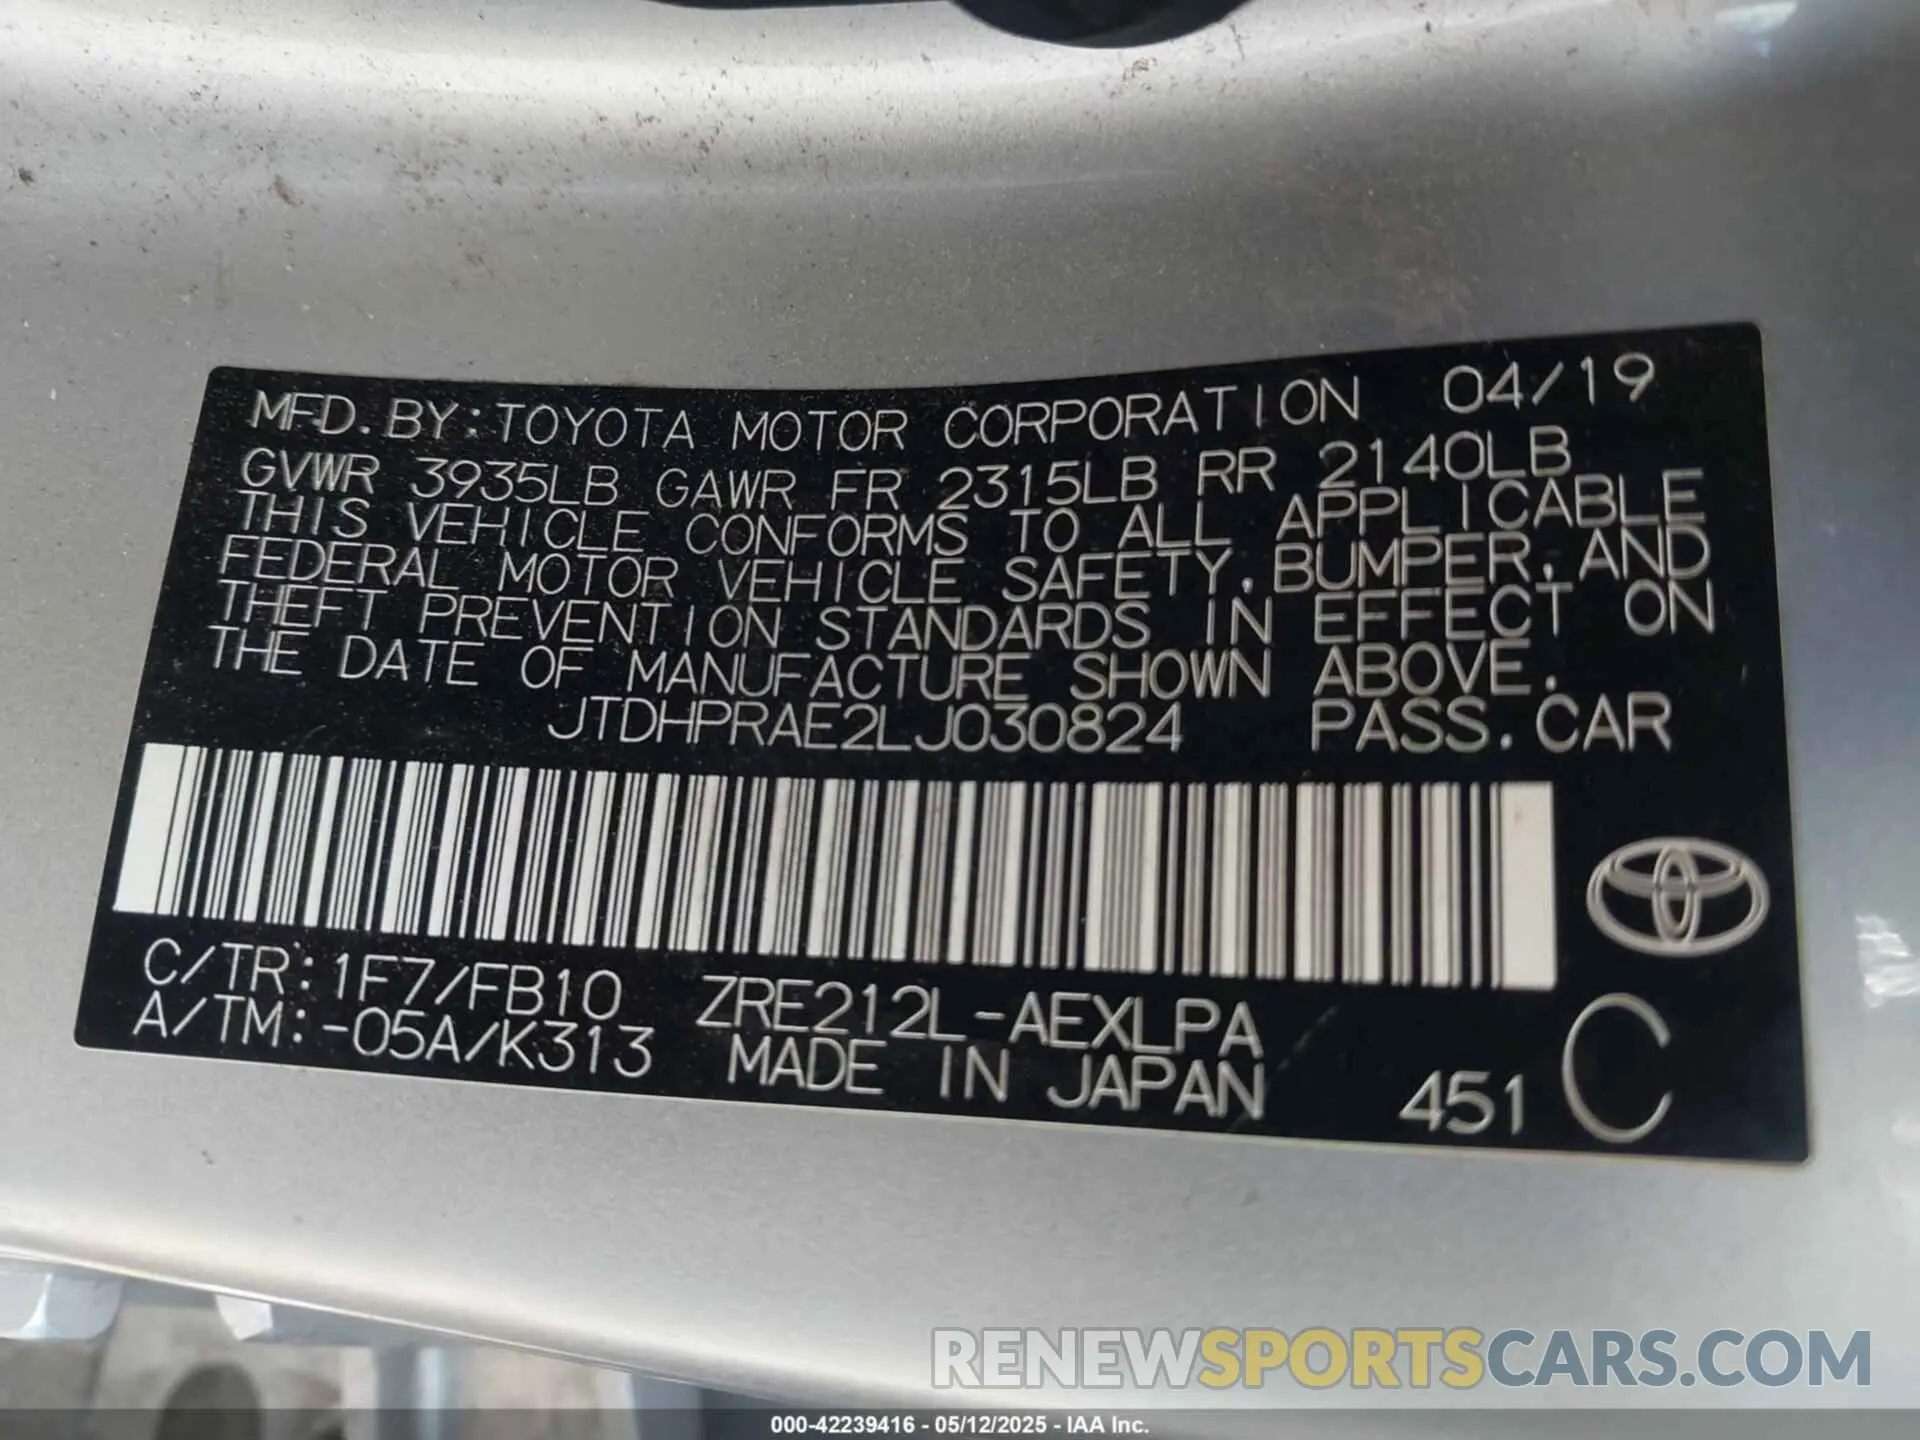 MFD. BY: TOYOTA MOTOR CORPORATION 04/19
GVWR 3935LB GAWR FR 2315LB RR 2140LB
THIS VEHICLE CONFORMS TO ALL APPLICABLE
FEDERAL MOTOR VEHICLE SAFETY, BUMPER, AND
THEFT PREVENTION STANDARDS IN EFFECT ON
THE DATE OF MANUFACTURE SHOWN ABOVE.
JTDHPRAE2LJ030824 PASS. CAR
C/TR: 1F7/FB10 ZRE212L-AEXLPA
A/TM: -05A/K313 MADE IN JAPAN 451 C
RENEWSPORTSCARS.COM
000-42239416 - 05/12/2025 - IAA Inc.